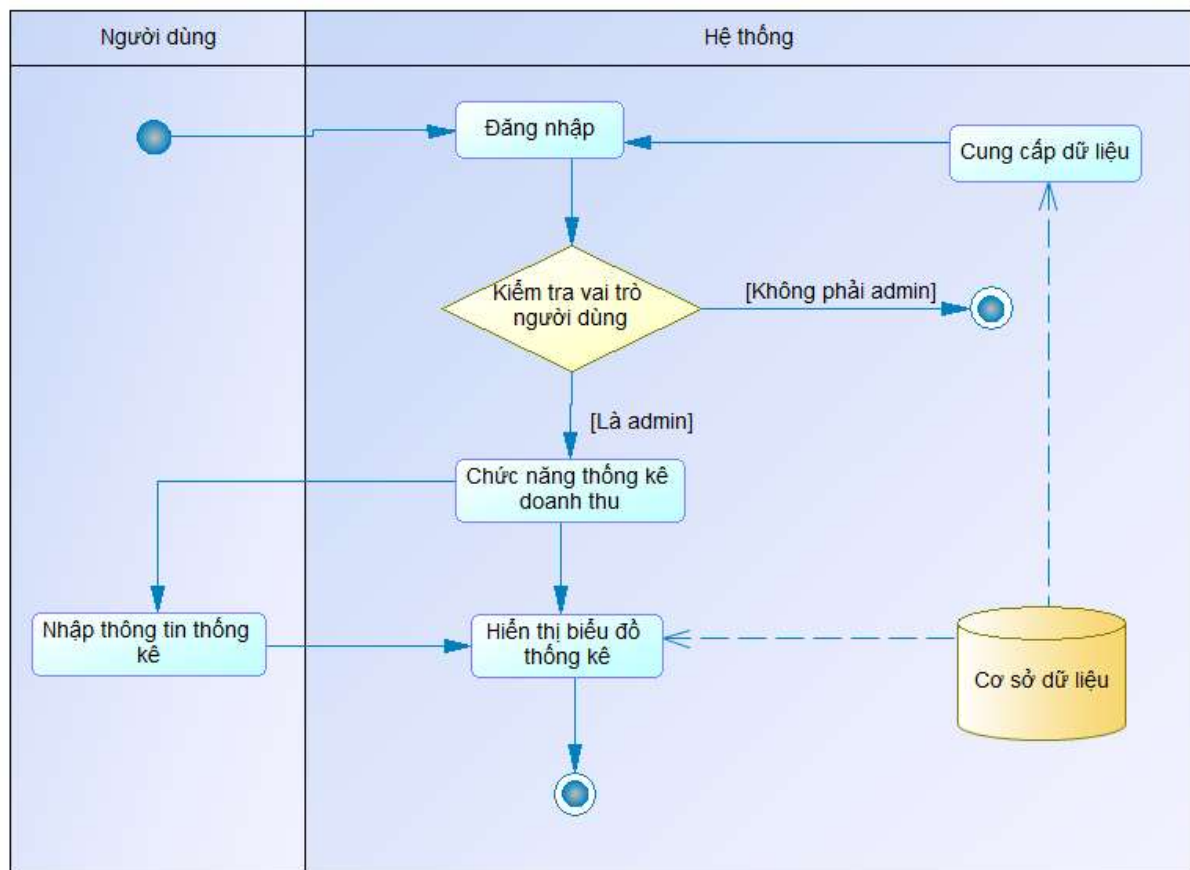 Người dùng
Hệ thống
Đăng nhập
Cung cấp dữ liệu
Kiểm tra vai trò
người dùng
[Không phải admin]
[Là admin]
Chức năng thống kê
doanh thu
Nhập thông tin thống
kê
Hiển thị biểu đồ
thống kê
Cơ sở dữ liệu